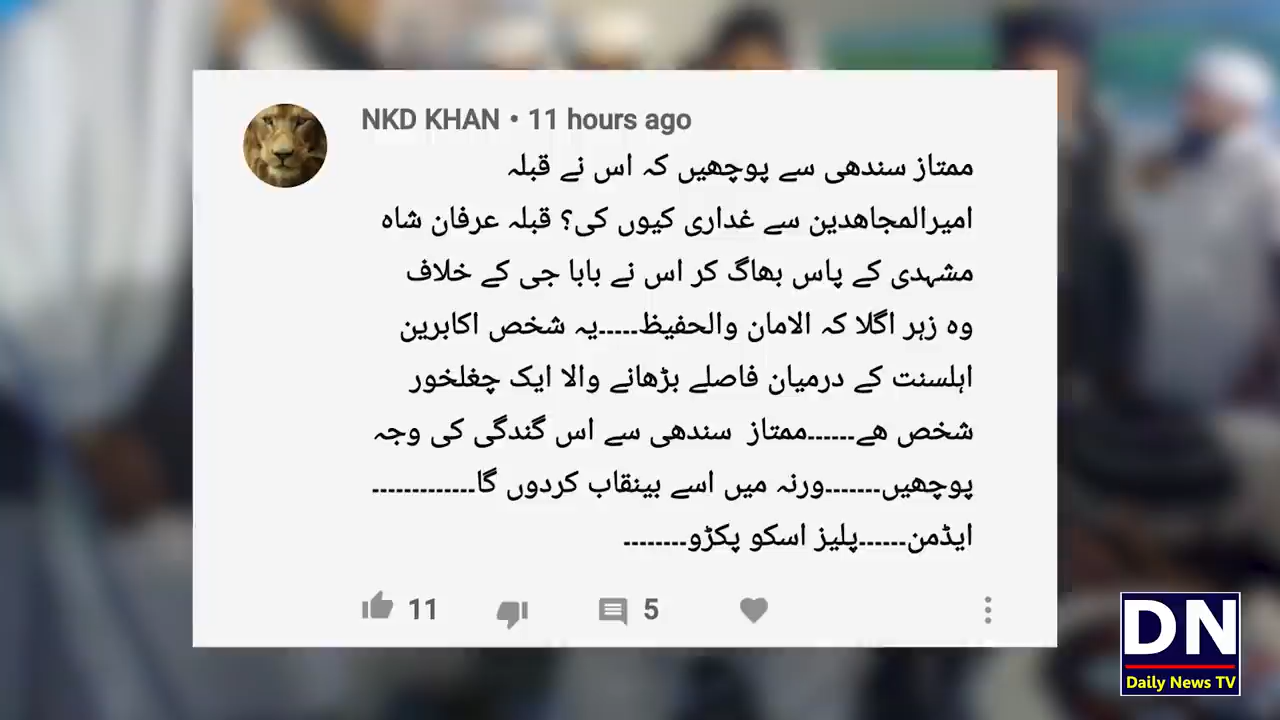 NKD KHAN • 11 hours ago
ممتاز سندھی سے پوچھیں کہ اس نے قبلہ
امیرالمجاھدین سے غداری کیوں کی؟ قبلہ عرفان شاہ
مشہدی کے پاس بھاگ کر اس نے بابا جی کے خلاف
وہ زہر اگلا کہ الامان والحفیظ-----یہ شخص اکابرین
اہلسنت کے درمیان فاصلے بڑھانے والا ایک چغلخور
شخص ھے------ممتاز سندھی سے اس گندگی کی وجہ
پوچھیں-------ورنہ میں اسے بینقاب کردوں گا-------------
ایڈمن------پلیز اسکو پکڑو--------
11 5
DN
Daily News TV